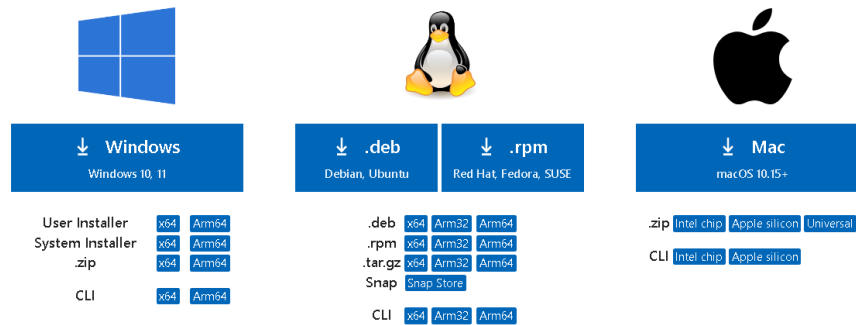 Windows
Windows 10, 11
User Installer x64 Arm64
System Installer x64 Arm64
.zip x64 Arm64
CLI x64 Arm64
.deb
Debian, Ubuntu
.rpm
Red Hat, Fedora, SUSE
.deb x64 Arm32 Arm64
.rpm x64 Arm32 Arm64
.tar.gz x64 Arm32 Arm64
Snap Snap Store
CLI x64 Arm32 Arm64
Mac
macOS 10.15+
.zip Intel chip Apple silicon Universal
CLI Intel chip Apple silicon